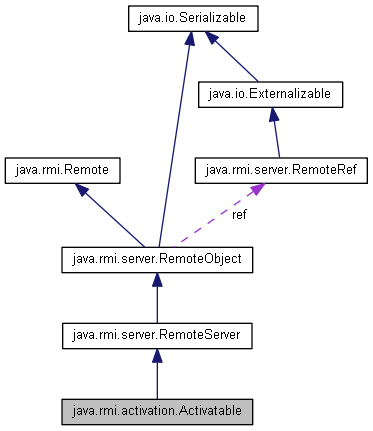 java.io.Serializable
java.io.Externalizable
java.rmi.Remote
java.rmi.server.RemoteRef
ref
java.rmi.server.RemoteObject
java.rmi.server.RemoteServer
java.rmi.activation.Activatable